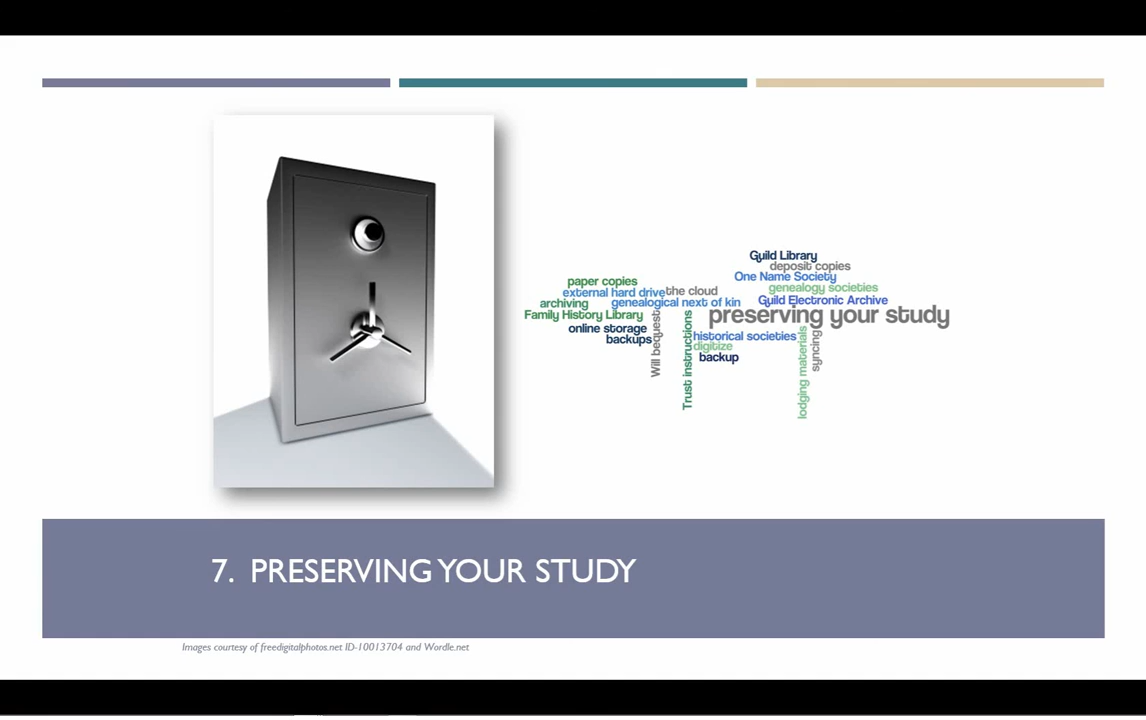 Guild Library
deposit copies
One Name Society
paper copies
genealogy societies
external hard drive
the cloud
archiving
genealogical next of kin
Guild Electronic Archive
Family History Library
preserving your study
online storage
backups
Will bequest
Trust instructions
historical societies
digitize
backup
lodging materials
syncing
7. PRESERVING YOUR STUDY
Images courtesy of freedigitalphotos.net ID-10013704 and Wordle.net